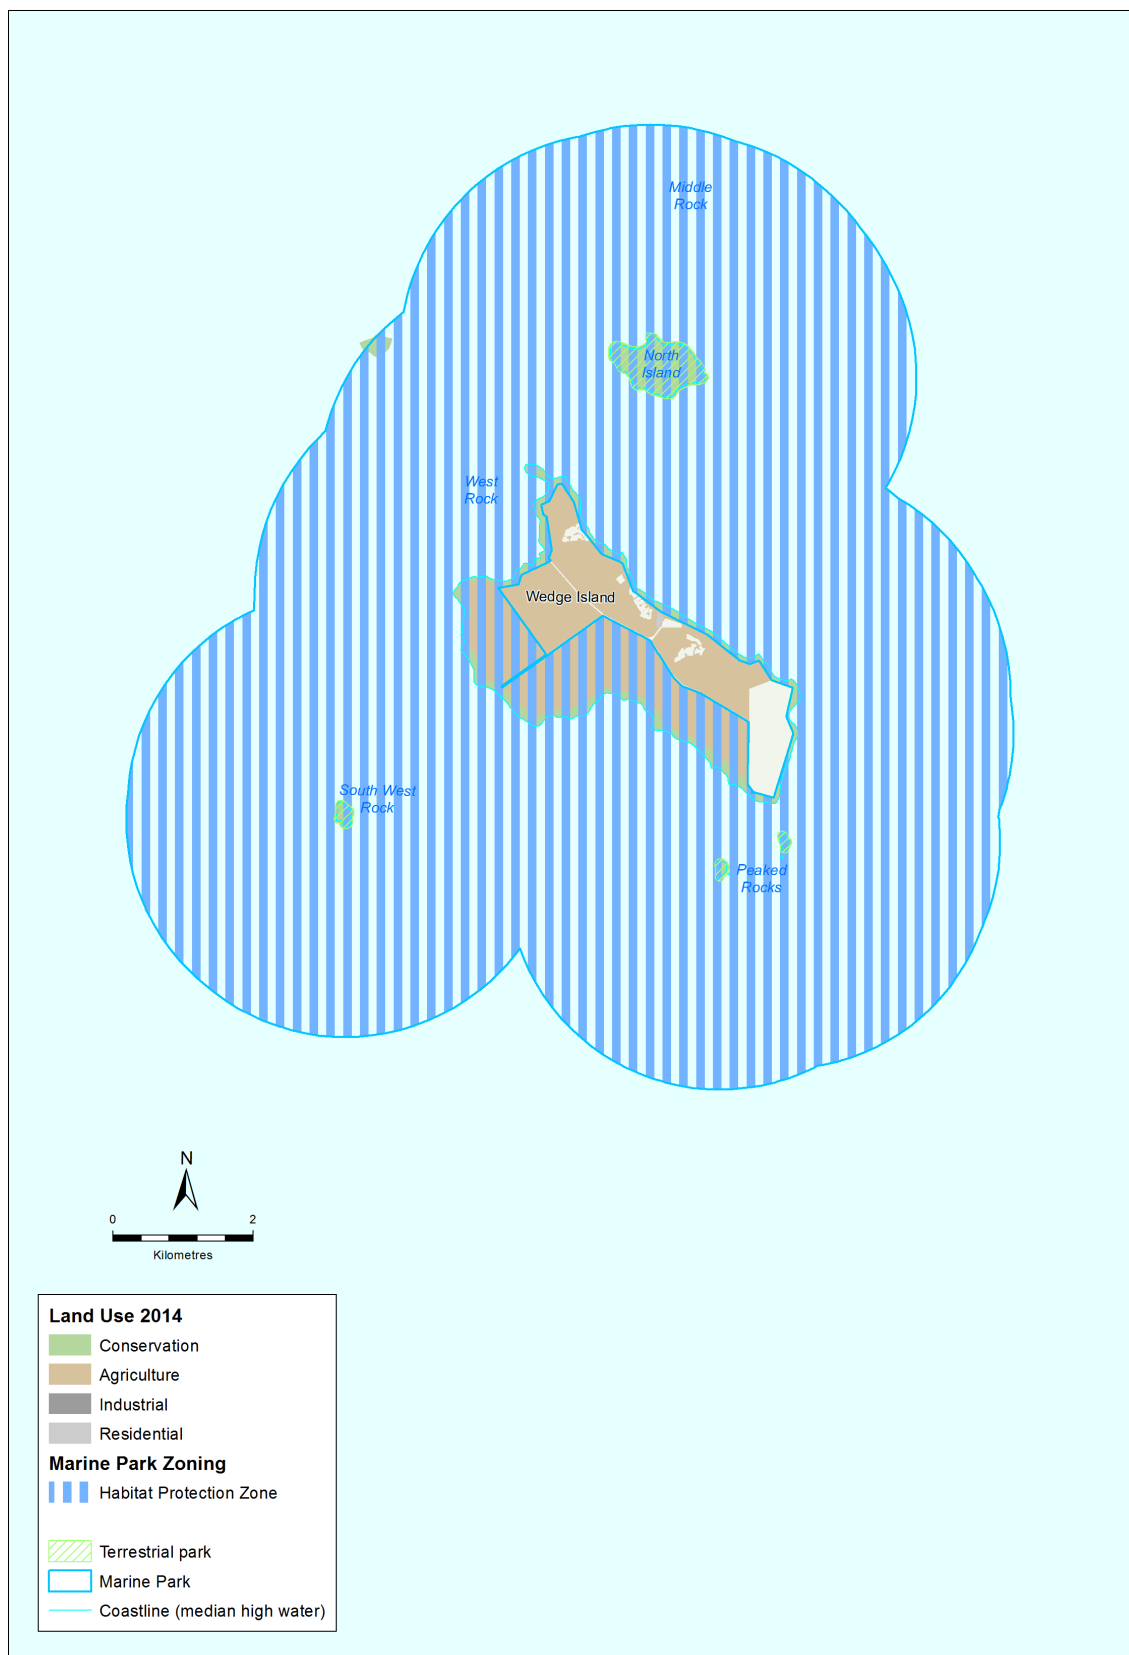 Middle
Rock
North
Island
West
Rock
Wedge Island
South West
Rock
Peaked
Rocks
N
0 2
Kilometres
Land Use 2014
Conservation
Agriculture
Industrial
Residential
Marine Park Zoning
Habitat Protection Zone
Terrestrial park
Marine Park
Coastline (median high water)